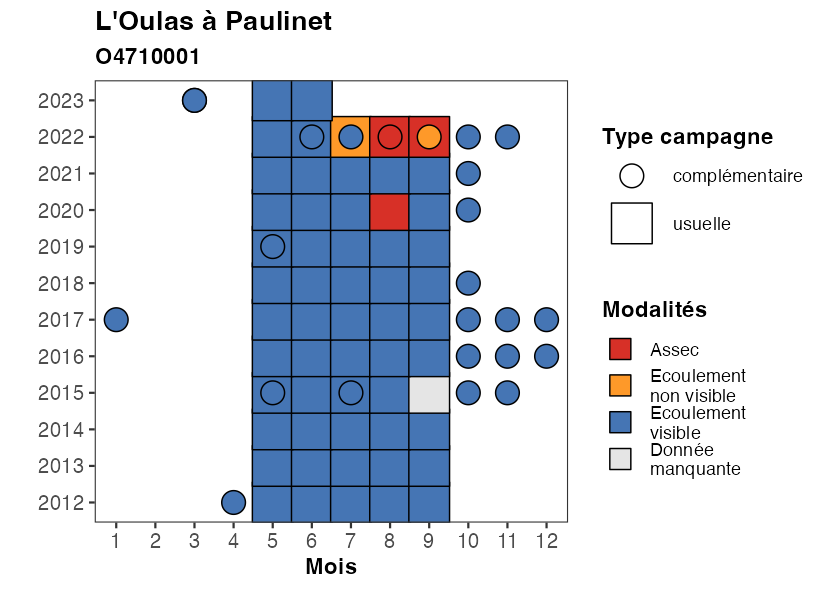 L'Oulas à Paulinet
O4710001
2023
2022
2021
2020
2019
2018
2017
2016
2015
2014
2013
2012
1 2 3 4 5 6 7 8 9 10 11 12
Mois
Type campagne
complémentaire
usuelle
Modalités
Assec
Ecoulement
non visible
Ecoulement
visible
Donnée
manquante